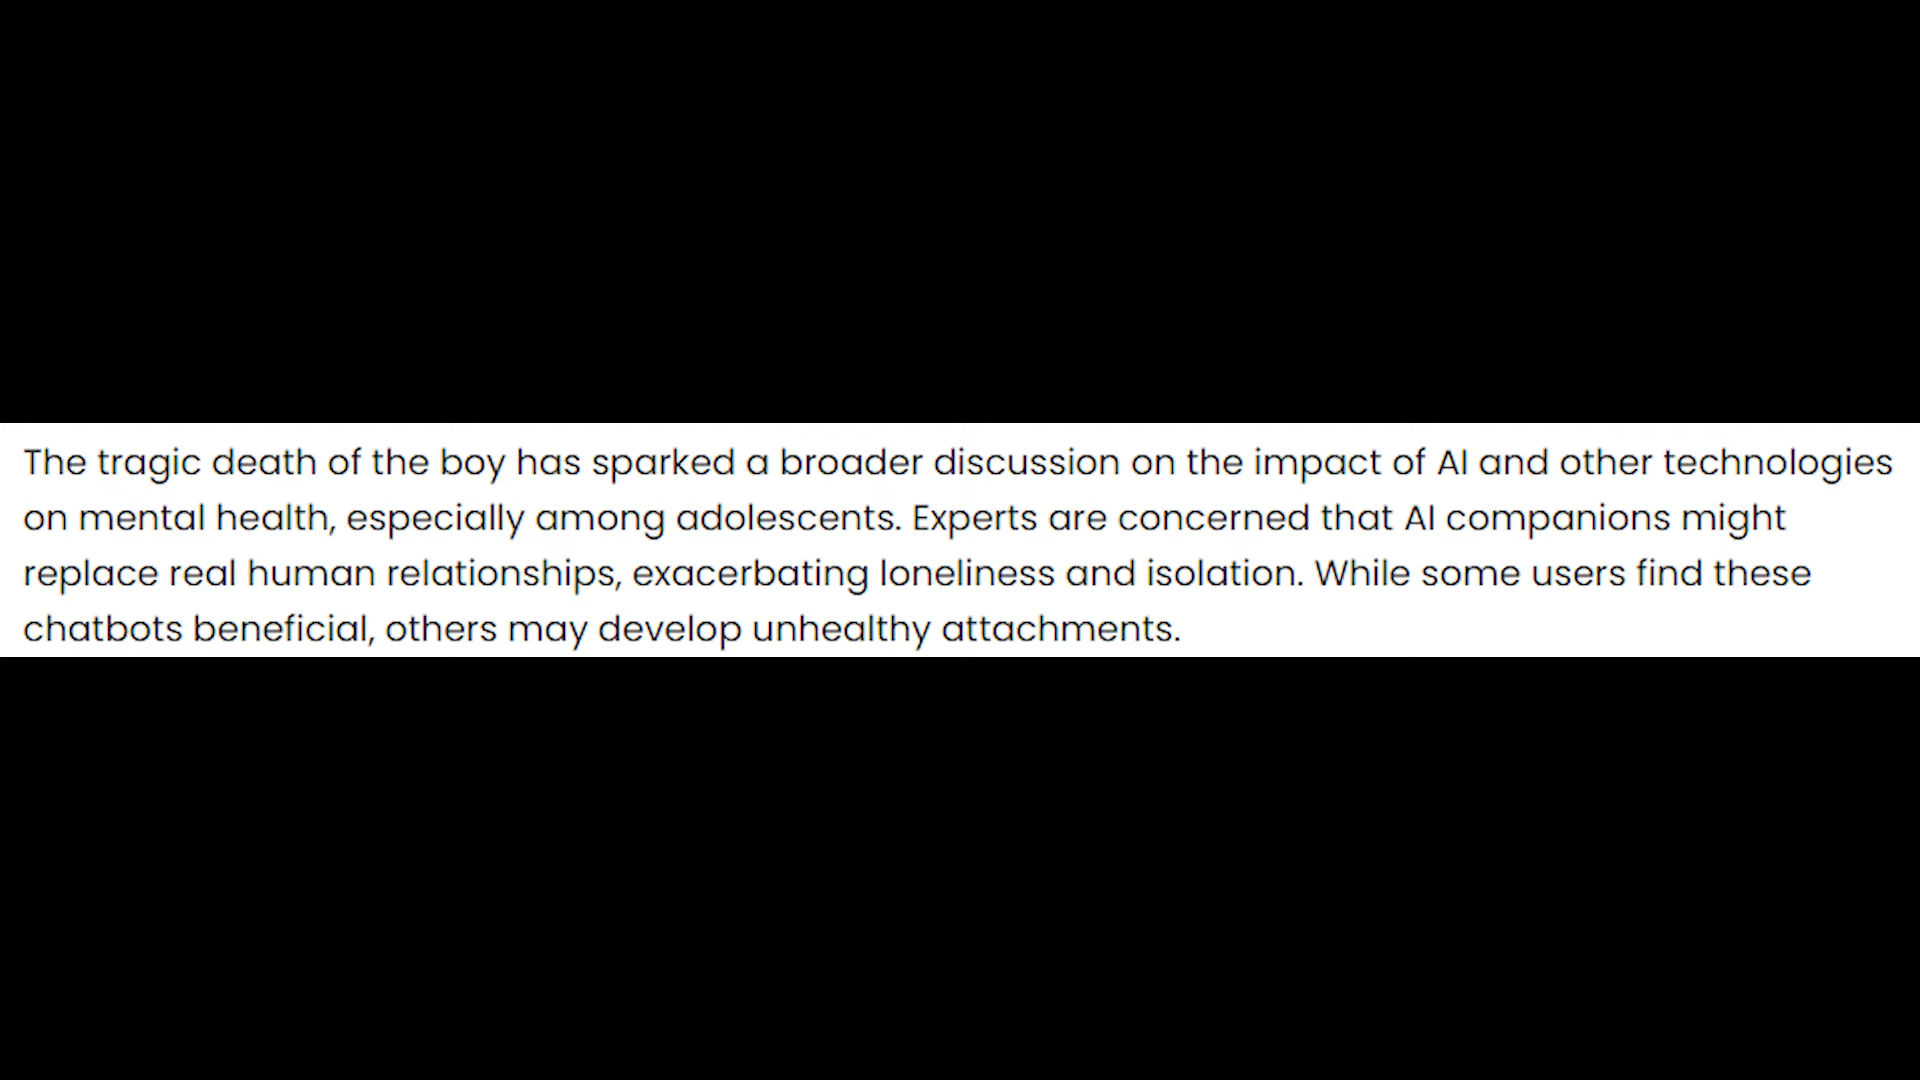 The tragic death of the boy has sparked a broader discussion on the impact of AI and other technologies
on mental health, especially among adolescents. Experts are concerned that AI companions might
replace real human relationships, exacerbating loneliness and isolation. While some users find these
chatbots beneficial, others may develop unhealthy attachments.